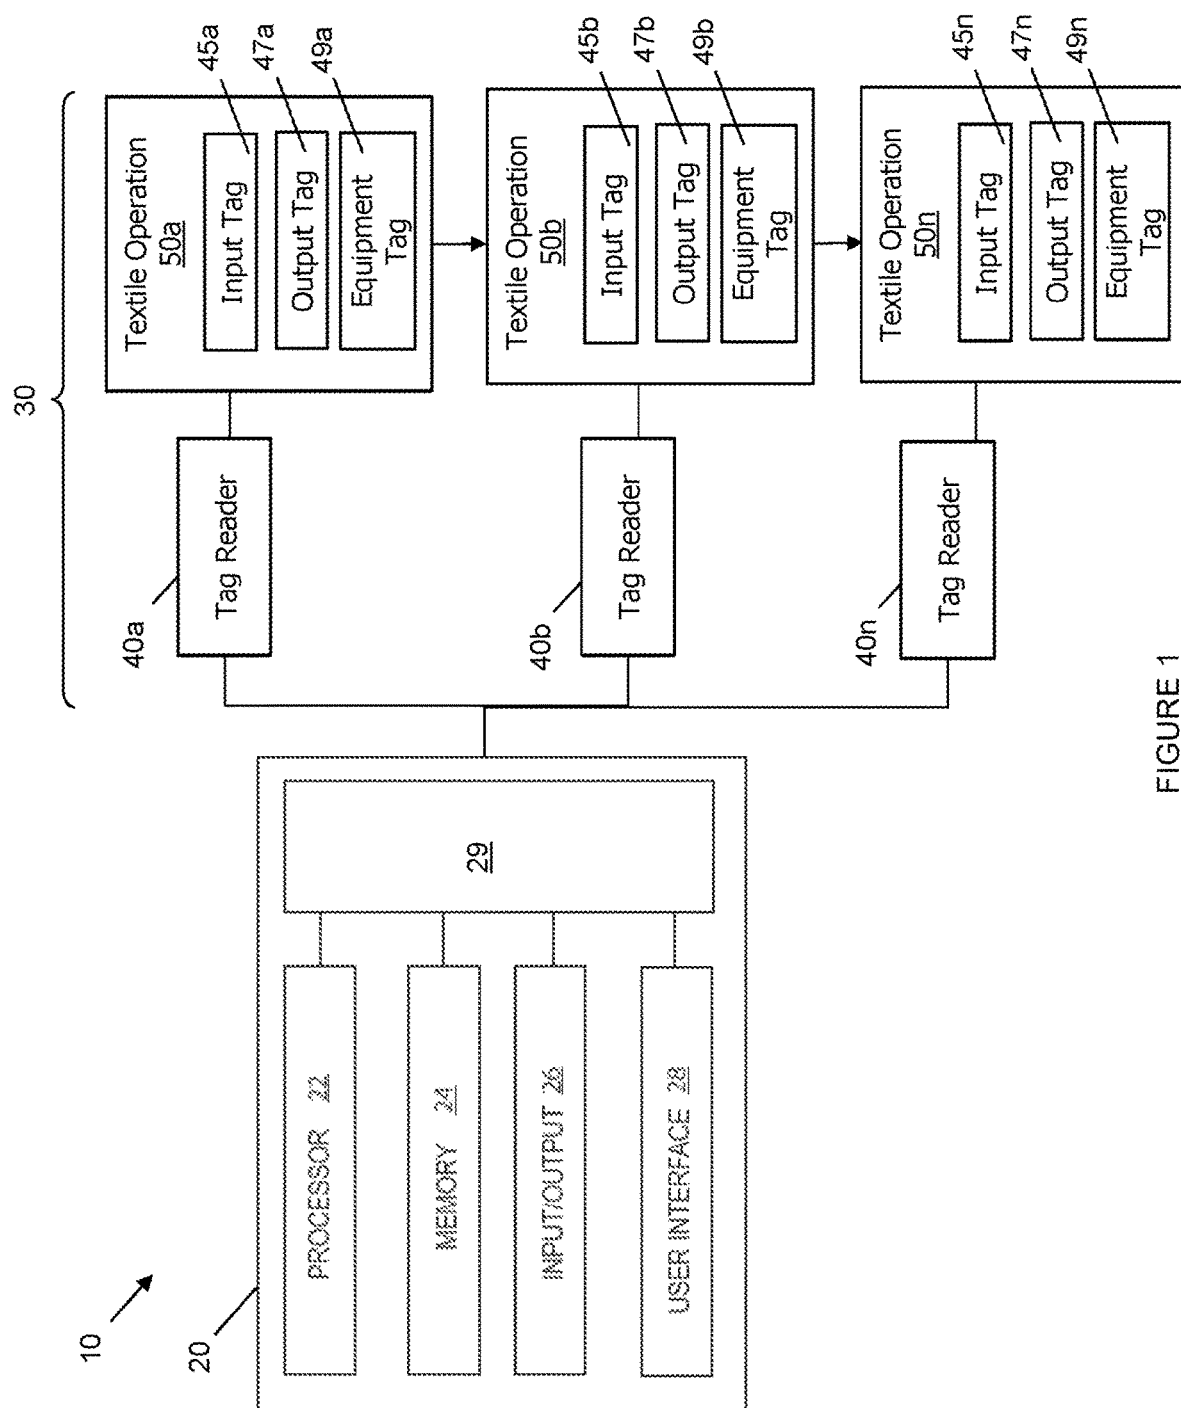 10
20
PROCESSOR 22
MEMORY 24
INPUT/OUTPUT 26
USER INTERFACE 28
29
30
40a
Tag Reader
40b
Tag Reader
40n
Tag Reader
Textile Operation
50a
Input Tag
Output Tag
Equipment
Tag
45a
47a
49a
Textile Operation
50b
Input Tag
Output Tag
Equipment
Tag
45b
47b
49b
Textile Operation
50n
Input Tag
Output Tag
Equipment
Tag
45n
47n
49n
FIGURE 1